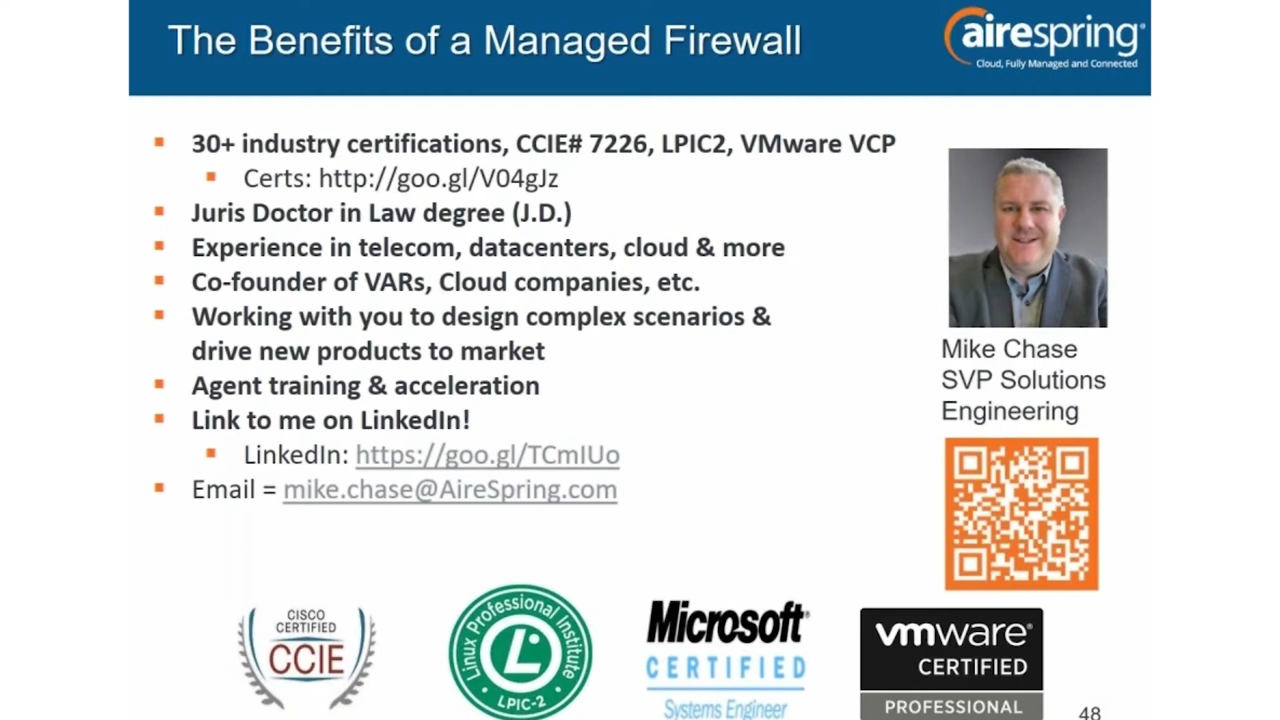 The Benefits of a Managed Firewall
airespring
Cloud, Fully Managed and Connected
30+ industry certifications, CCIE# 7226, LPIC2, VMware VCP
Certs: http://goo.gl/V04gJz
Juris Doctor in Law degree (J.D.)
Experience in telecom, datacenters, cloud & more
Co-founder of VARs, Cloud companies, etc.
Working with you to design complex scenarios &
drive new products to market
Agent training & acceleration
Link to me on LinkedIn!
LinkedIn: https://goo.gl/TCmIUo
Email = mike.chase@AireSpring.com
Mike Chase
SVP Solutions
Engineering
CISCO
CERTIFIED
CCIE
Linux Professional Institute
LPIC-2
Microsoft®
CERTIFIED
Systems Engineer
vmware®
CERTIFIED
PROFESSIONAL
48